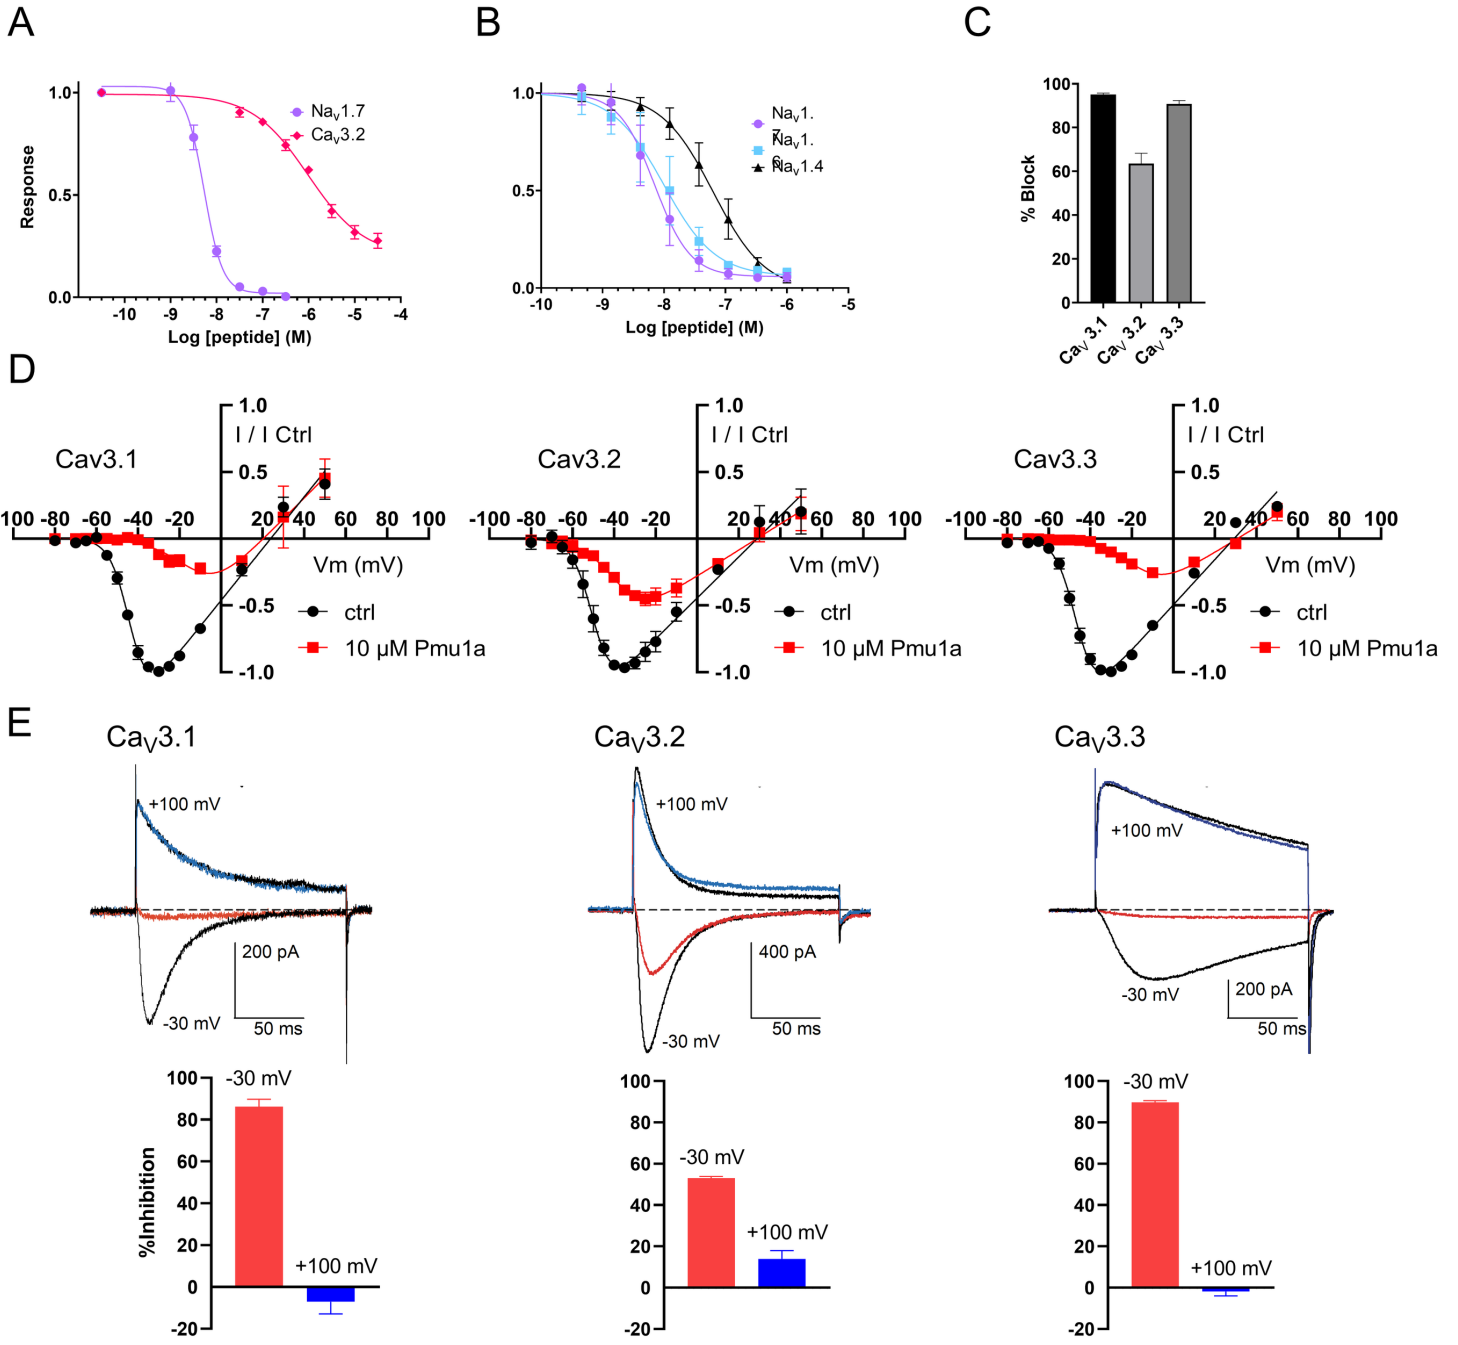 A
B
C
1.0
0.5
0.0
Response
-10
-9
-8
-7
-6
-5
-4
Log [peptide] (M)
Nav1.7
Cav3.2
1.0
0.5
0.0
-10
-9
-8
-7
-6
-5
Log [peptide] (M)
Nav1.
7
Nav1.
6
Nav1.4
100
80
60
40
20
0
% Block
CaV 3.1
CaV 3.2
CaV 3.3
D
Cav3.1
1.0
I / I Ctrl
0.5
100 -80 -60 -40 -20 20 40 60 80 100
Vm (mV)
-0.5
ctrl
10 µM Pmu1a
-1.0
Cav3.2
1.0
I / I Ctrl
0.5
-100 -80 -60 -40 -20 20 40 60 80 100
Vm (mV)
-0.5
ctrl
10 µM Pmu1a
-1.0
Cav3.3
1.0
I / I Ctrl
0.5
-100 -80 -60 -40 -20 20 40 60 80 100
Vm (mV)
-0.5
ctrl
10 µM Pmu1a
-1.0
E
CaV3.1
+100 mV
200 pA
-30 mV
50 ms
CaV3.2
+100 mV
400 pA
-30 mV
50 ms
CaV3.3
+100 mV
200 pA
-30 mV
50 ms
%Inhibition
100
80
60
40
20
0
-20
-30 mV
+100 mV
100
80
60
40
20
0
-20
-30 mV
+100 mV
100
80
60
40
20
0
-20
-30 mV
+100 mV